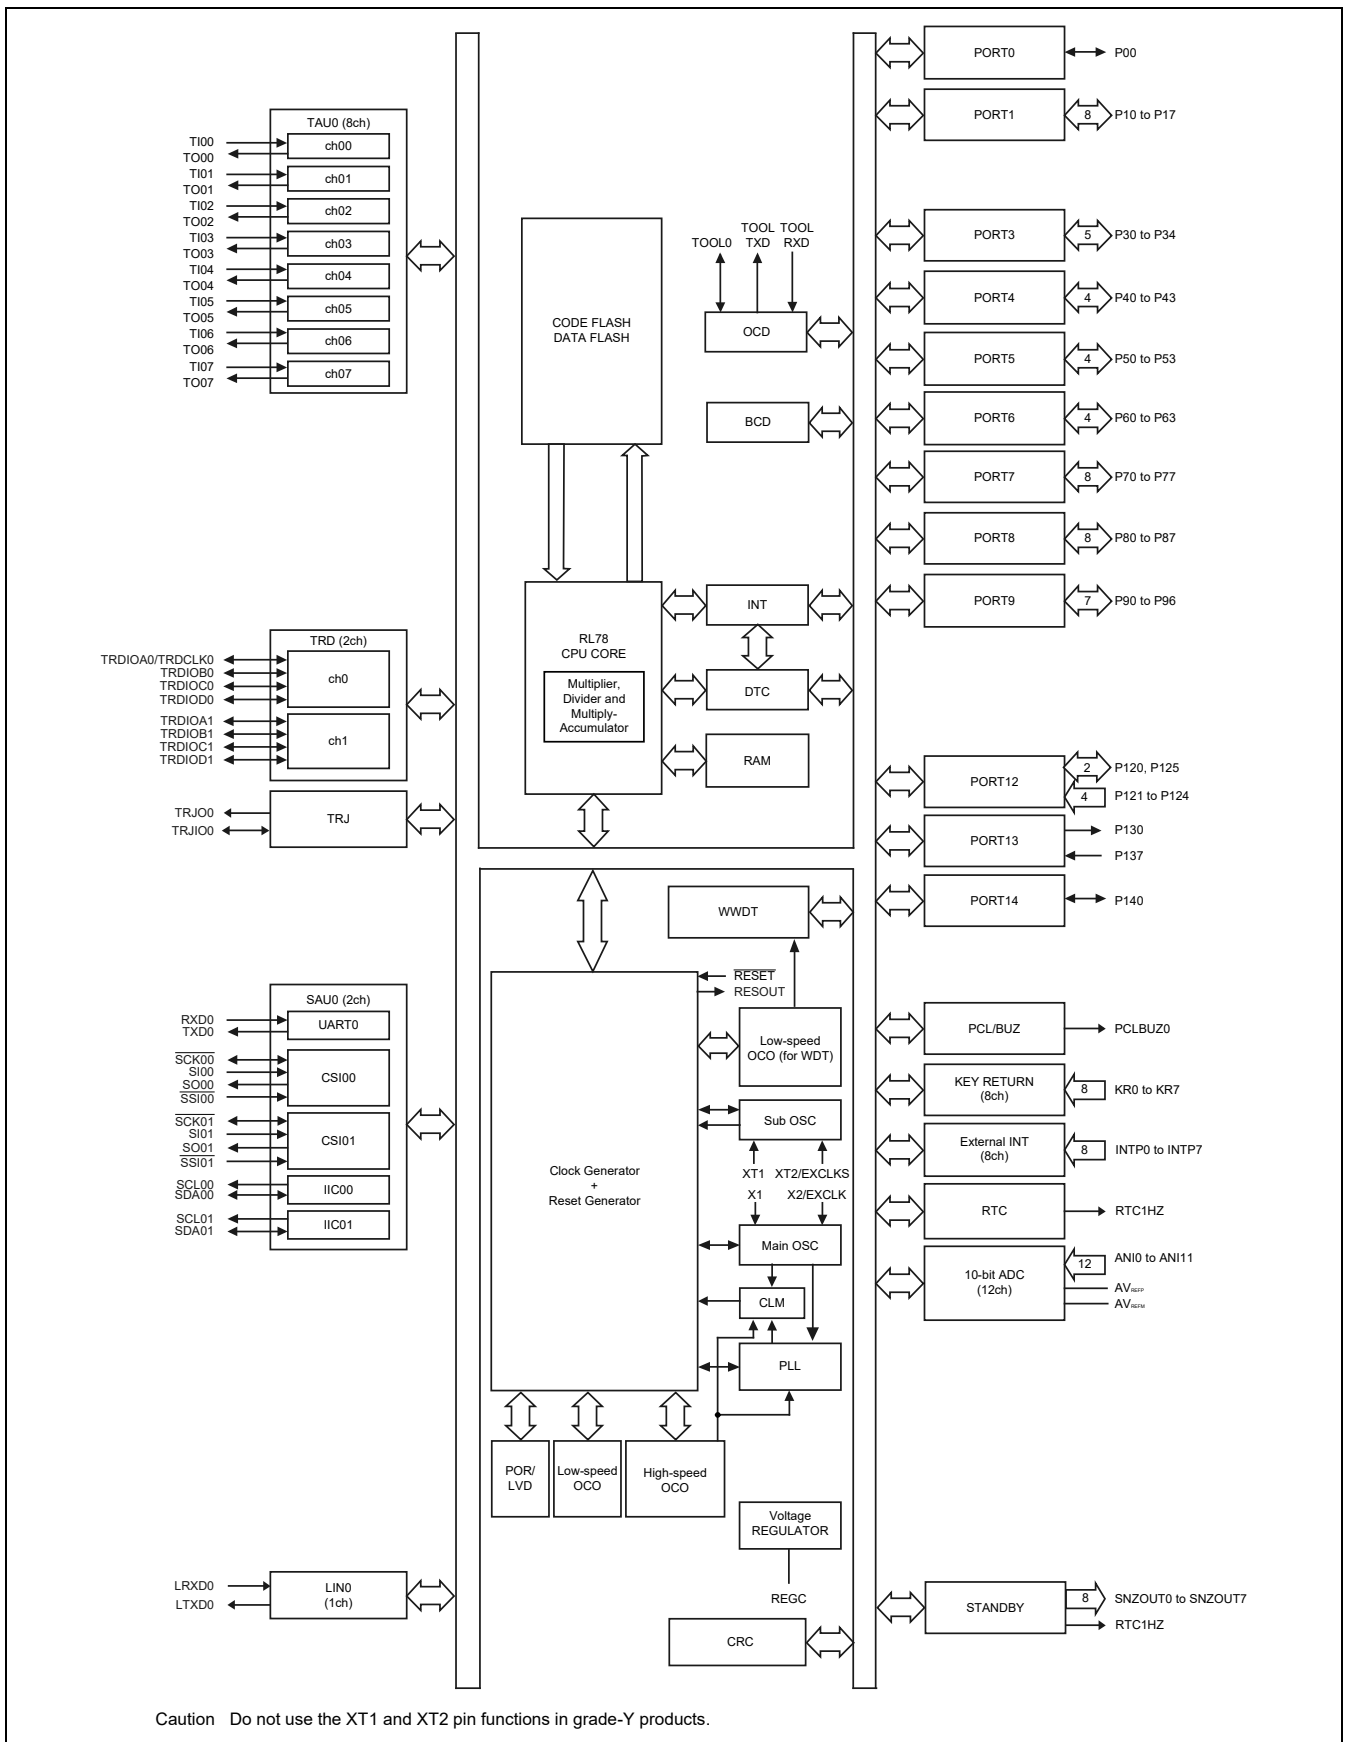 TAU0 (8ch)
TI00
TO00
ch00
TI01
TO01
ch01
TI02
TO02
ch02
TI03
TO03
ch03
TI04
TO04
ch04
TI05
TO05
ch05
TI06
TO06
ch06
TI07
TO07
ch07
TRD (2ch)
TRDIOA0/TRDCLK0
TRDIOB0
TRDIOC0
TRDIOD0
ch0
TRDIOA1
TRDIOB1
TRDIOC1
TRDIOD1
ch1
TRJO0
TRJIO0
TRJ
SAU0 (2ch)
RXD0
TXD0
UART0
SCK00
SI00
SO00
SSI00
CSI00
SCK01
SI01
SO01
SSI01
CSI01
SCL00
SDA00
IIC00
SCL01
SDA01
IIC01
LRXD0
LTXD0
LIN0
(1ch)
CODE FLASH
DATA FLASH
TOOL0
TOOL
TXD
TOOL
RXD
OCD
BCD
RL78
CPU CORE
Multiplier,
Divider and
Multiply-
Accumulator
INT
DTC
RAM
WWDT
RESET
RESOUT
Low-speed
OCO (for WDT)
Sub OSC
XT1
XT2/EXCLKS
X1
X2/EXCLK
Clock Generator
+
Reset Generator
Main OSC
CLM
PLL
POR/
LVD
Low-speed
OCO
High-speed
OCO
Voltage
REGULATOR
REGC
CRC
PORT0
P00
PORT1
8
P10 to P17
PORT3
5
P30 to P34
PORT4
4
P40 to P43
PORT5
4
P50 to P53
PORT6
4
P60 to P63
PORT7
8
P70 to P77
PORT8
8
P80 to P87
PORT9
7
P90 to P96
PORT12
2
P120, P125
4
P121 to P124
PORT13
P130
P137
PORT14
P140
PCL/BUZ
PCLBUZ0
KEY RETURN
(8ch)
8
KR0 to KR7
External INT
(8ch)
8
INTP0 to INTP7
RTC
RTC1HZ
10-bit ADC
(12ch)
12
ANI0 to ANI11
AVREFP
AVREFM
STANDBY
8
SNZOUT0 to SNZOUT7
RTC1HZ
Caution Do not use the XT1 and XT2 pin functions in grade-Y products.